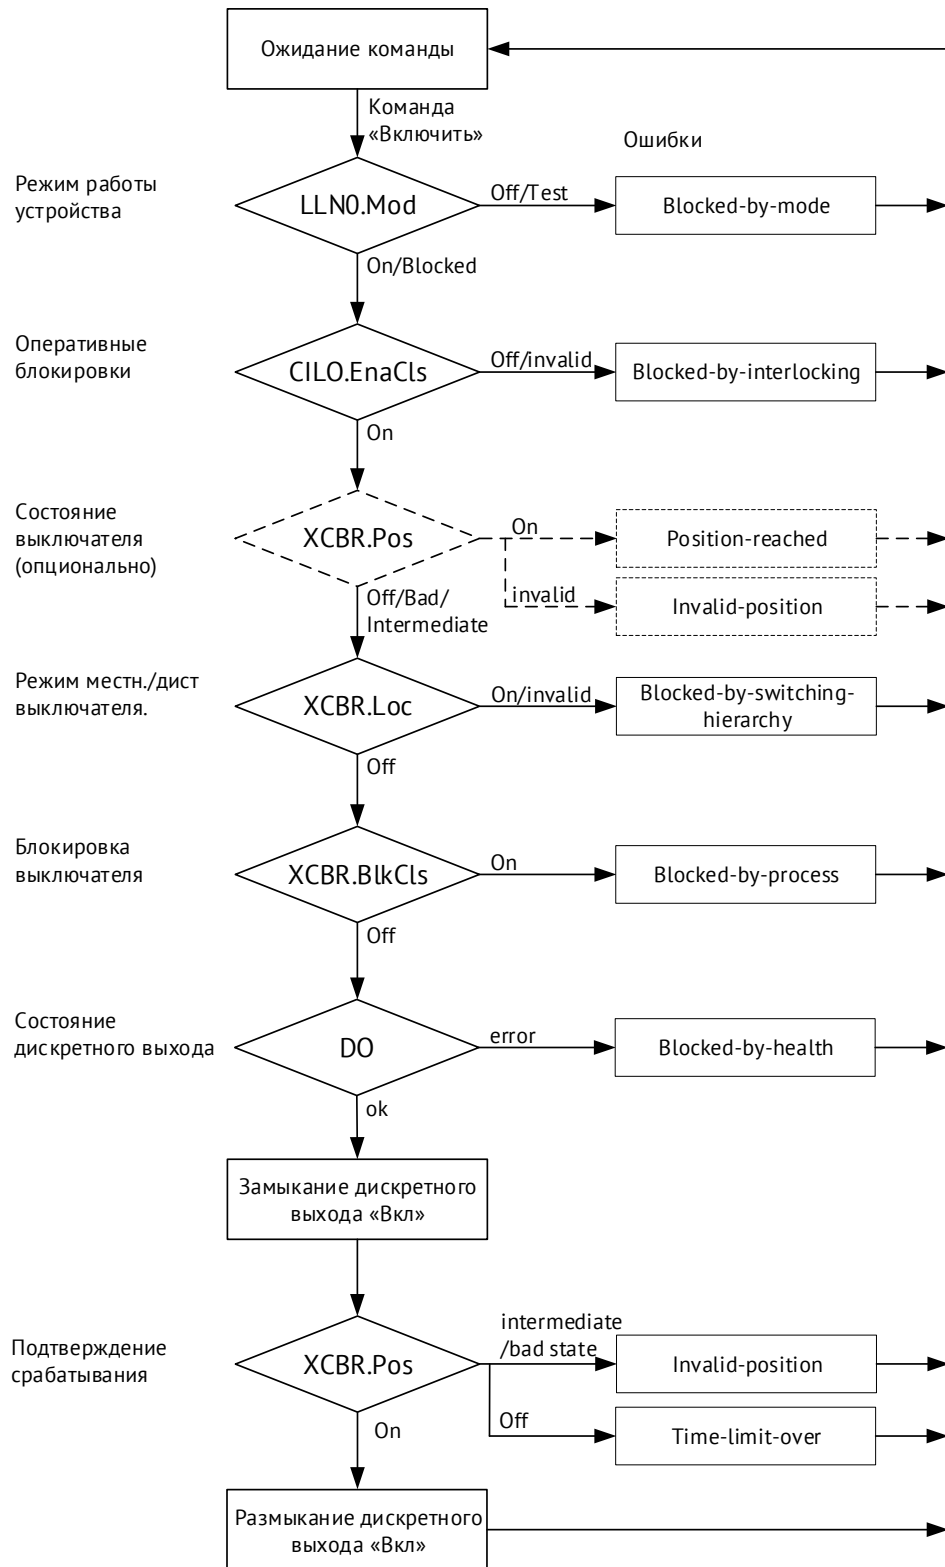 Ожидание команды
Команда
«Включить»
Ошибки
Режим работы
устройства
LLN0.Mod
Off/Test
Blocked-by-mode
On/Blocked
Оперативные
блокировки
CILO.EnaCls
Off/invalid
Blocked-by-interlocking
On
Состояние
выключателя
(опционально)
XCBR.Pos
On
Position-reached
invalid
Invalid-position
Off/Bad/
Intermediate
Режим местн./дист
выключателя.
XCBR.Loc
On/invalid
Blocked-by-switching-
hierarchy
Off
Блокировка
выключателя
XCBR.BlkCls
On
Blocked-by-process
Off
Состояние
дискретного выхода
DO
error
Blocked-by-health
ok
Замыкание дискретного
выхода «Вкл»
Подтверждение
срабатывания
XCBR.Pos
intermediate
/bad state
Invalid-position
Off
Time-limit-over
On
Размыкание дискретного
выхода «Вкл»